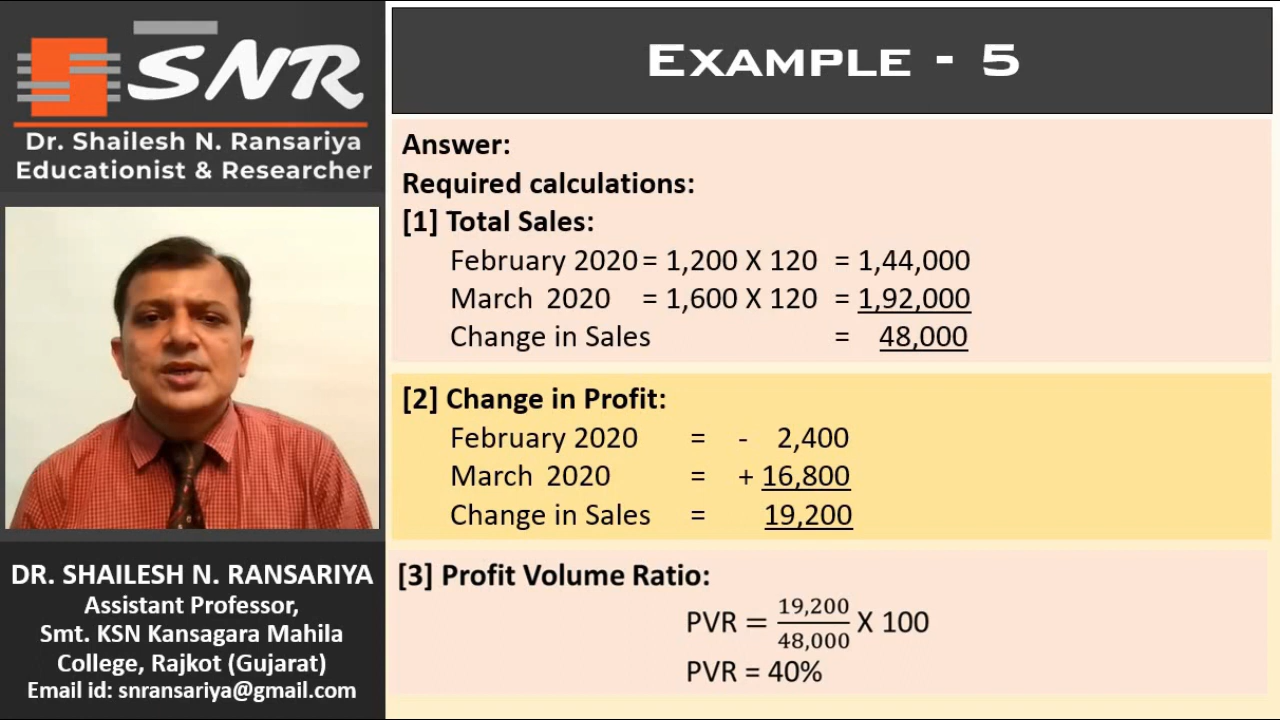 SNR
Dr. Shailesh N. Ransariya
Educationist & Researcher
DR. SHAILESH N. RANSARIYA
Assistant Professor,
Smt. KSN Kansagara Mahila
College, Rajkot (Gujarat)
Email id: snransariya@gmail.com
EXAMPLE - 5
Answer:
Required calculations:
[1] Total Sales:
February 2020 = 1,200 X 120 = 1,44,000
March 2020 = 1,600 X 120 = 1,92,000
Change in Sales = 48,000
[2] Change in Profit:
February 2020 = - 2,400
March 2020 = + 16,800
Change in Sales = 19,200
[3] Profit Volume Ratio:
PVR = 19,200/48,000 X 100
PVR = 40%